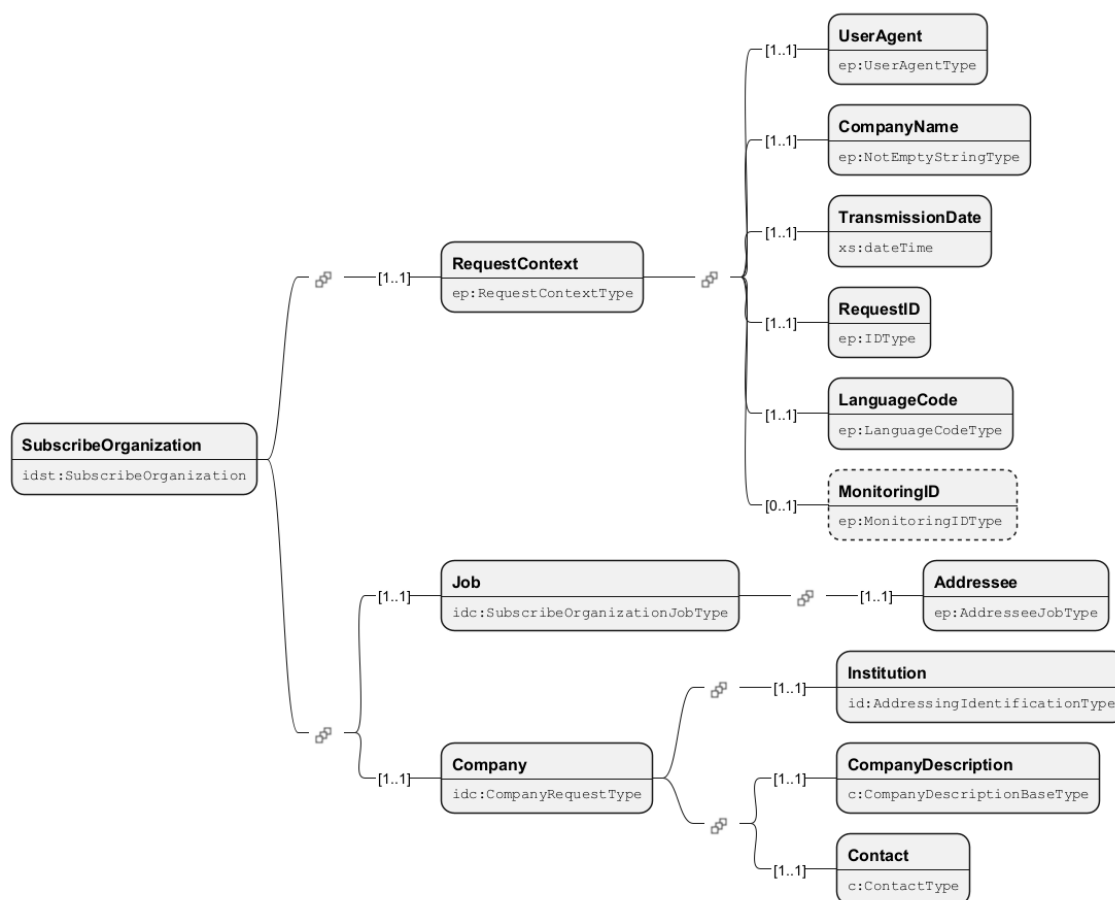 UserAgent
[1..1]
ep:UserAgentType
CompanyName
[1..1]
ep:NotEmptyStringType
TransmissionDate
[1..1]
xs:dateTime
RequestContext
[1..1]
ep:RequestContextType
RequestID
[1..1]
ep:IDType
LanguageCode
[1..1]
ep:LanguageCodeType
SubscribeOrganization
idst:SubscribeOrganization
MonitoringID
[0..1]
ep:MonitoringIDType
Job
[1..1]
idc:SubscribeOrganizationJobType
Addressee
[1..1]
ep:AddresseeJobType
Institution
[1..1]
id:AddressingIdentificationType
Company
[1..1]
idc:CompanyRequestType
CompanyDescription
[1..1]
c:CompanyDescriptionBaseType
Contact
[1..1]
c:ContactType